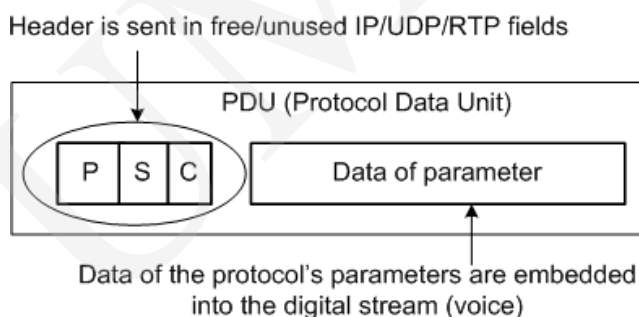 Header is sent in free/unused IP/UDP/RTP fields
PDU (Protocol Data Unit)
P S C Data of parameter
Data of the protocol's parameters are embedded
into the digital stream (voice)